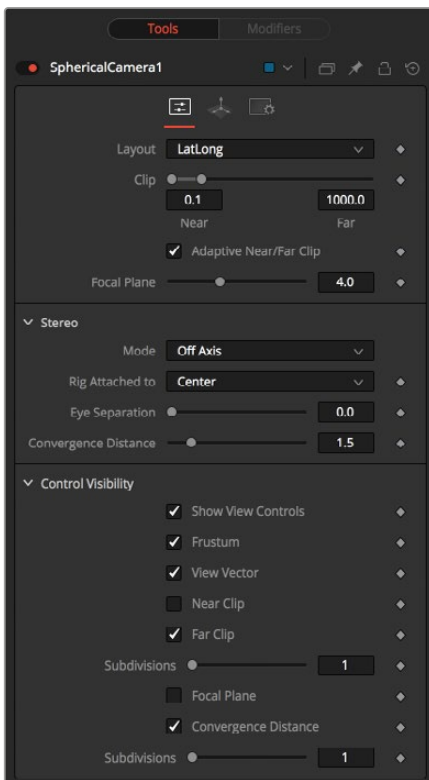 Tools Modifiers
SphericalCamera1
Layout LatLong
Clip
0.1 1000.0
Near Far
Adaptive Near/Far Clip
Focal Plane 4.0
Stereo
Mode Off Axis
Rig Attached to Center
Eye Separation 0.0
Convergence Distance 1.5
Control Visibility
Show View Controls
Frustum
View Vector
Near Clip
Far Clip
Subdivisions 1
Focal Plane
Convergence Distance
Subdivisions 1